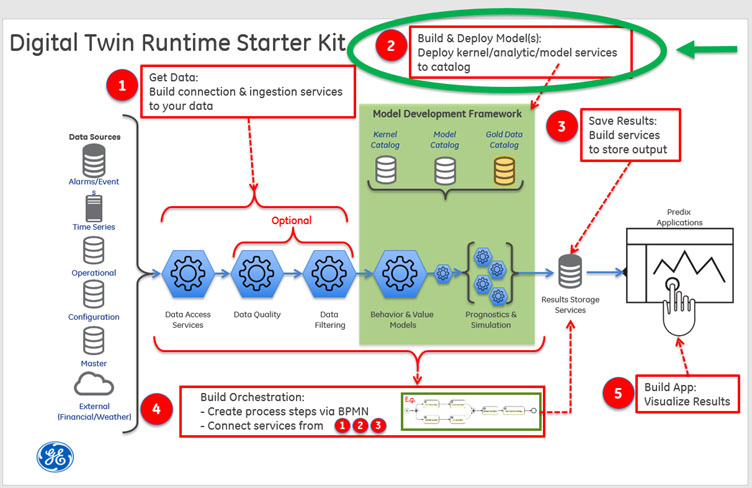 Digital Twin Runtime Starter Kit
2
Build & Deploy Model(s):
Deploy kernel/analytic/model services
to catalog
1
Get Data:
Build connection & ingestion services
to your data
Model Development Framework
Kernel
Catalog
Model
Catalog
Gold Data
Catalog
3
Save Results:
Build services
to store output
Data Sources
Alarms/Event
s
Time Series
Operational
Configuration
Master
External
(Financial/Weather)
Optional
Data Access
Services
Data Quality
Data
Filtering
Behavior & Value
Models
Prognostics &
Simulation
Results Storage
Services
Predix
Applications
4
Build Orchestration:
- Create process steps via BPMN
- Connect services from 1 2 3
E.g.
5
Build App:
Visualize Results
GE